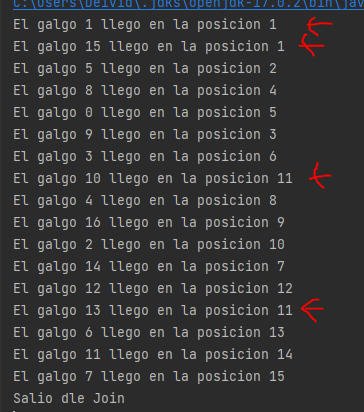 C:\Users\Deivid\.jdks\openjdk-17.0.2\bin\jav
El galgo 1 llego en la posicion 1
El galgo 15 llego en la posicion 1
El galgo 5 llego en la posicion 2
El galgo 8 llego en la posicion 4
El galgo 0 llego en la posicion 5
El galgo 9 llego en la posicion 3
El galgo 3 llego en la posicion 6
El galgo 10 llego en la posicion 11
El galgo 4 llego en la posicion 8
El galgo 16 llego en la posicion 9
El galgo 2 llego en la posicion 10
El galgo 14 llego en la posicion 7
El galgo 12 llego en la posicion 12
El galgo 13 llego en la posicion 11
El galgo 6 llego en la posicion 13
El galgo 11 llego en la posicion 14
El galgo 7 llego en la posicion 15
Salio dle Join